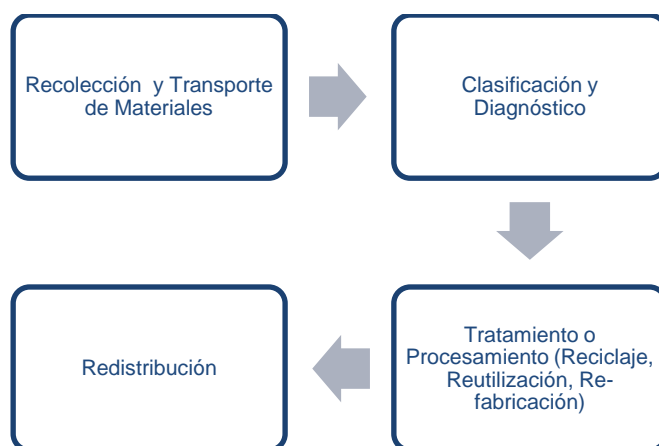 Recolección y Transporte
de Materiales
Clasificación y
Diagnóstico
Tratamiento o
Procesamiento (Reciclaje,
Reutilización, Re-
fabricación)
Redistribución